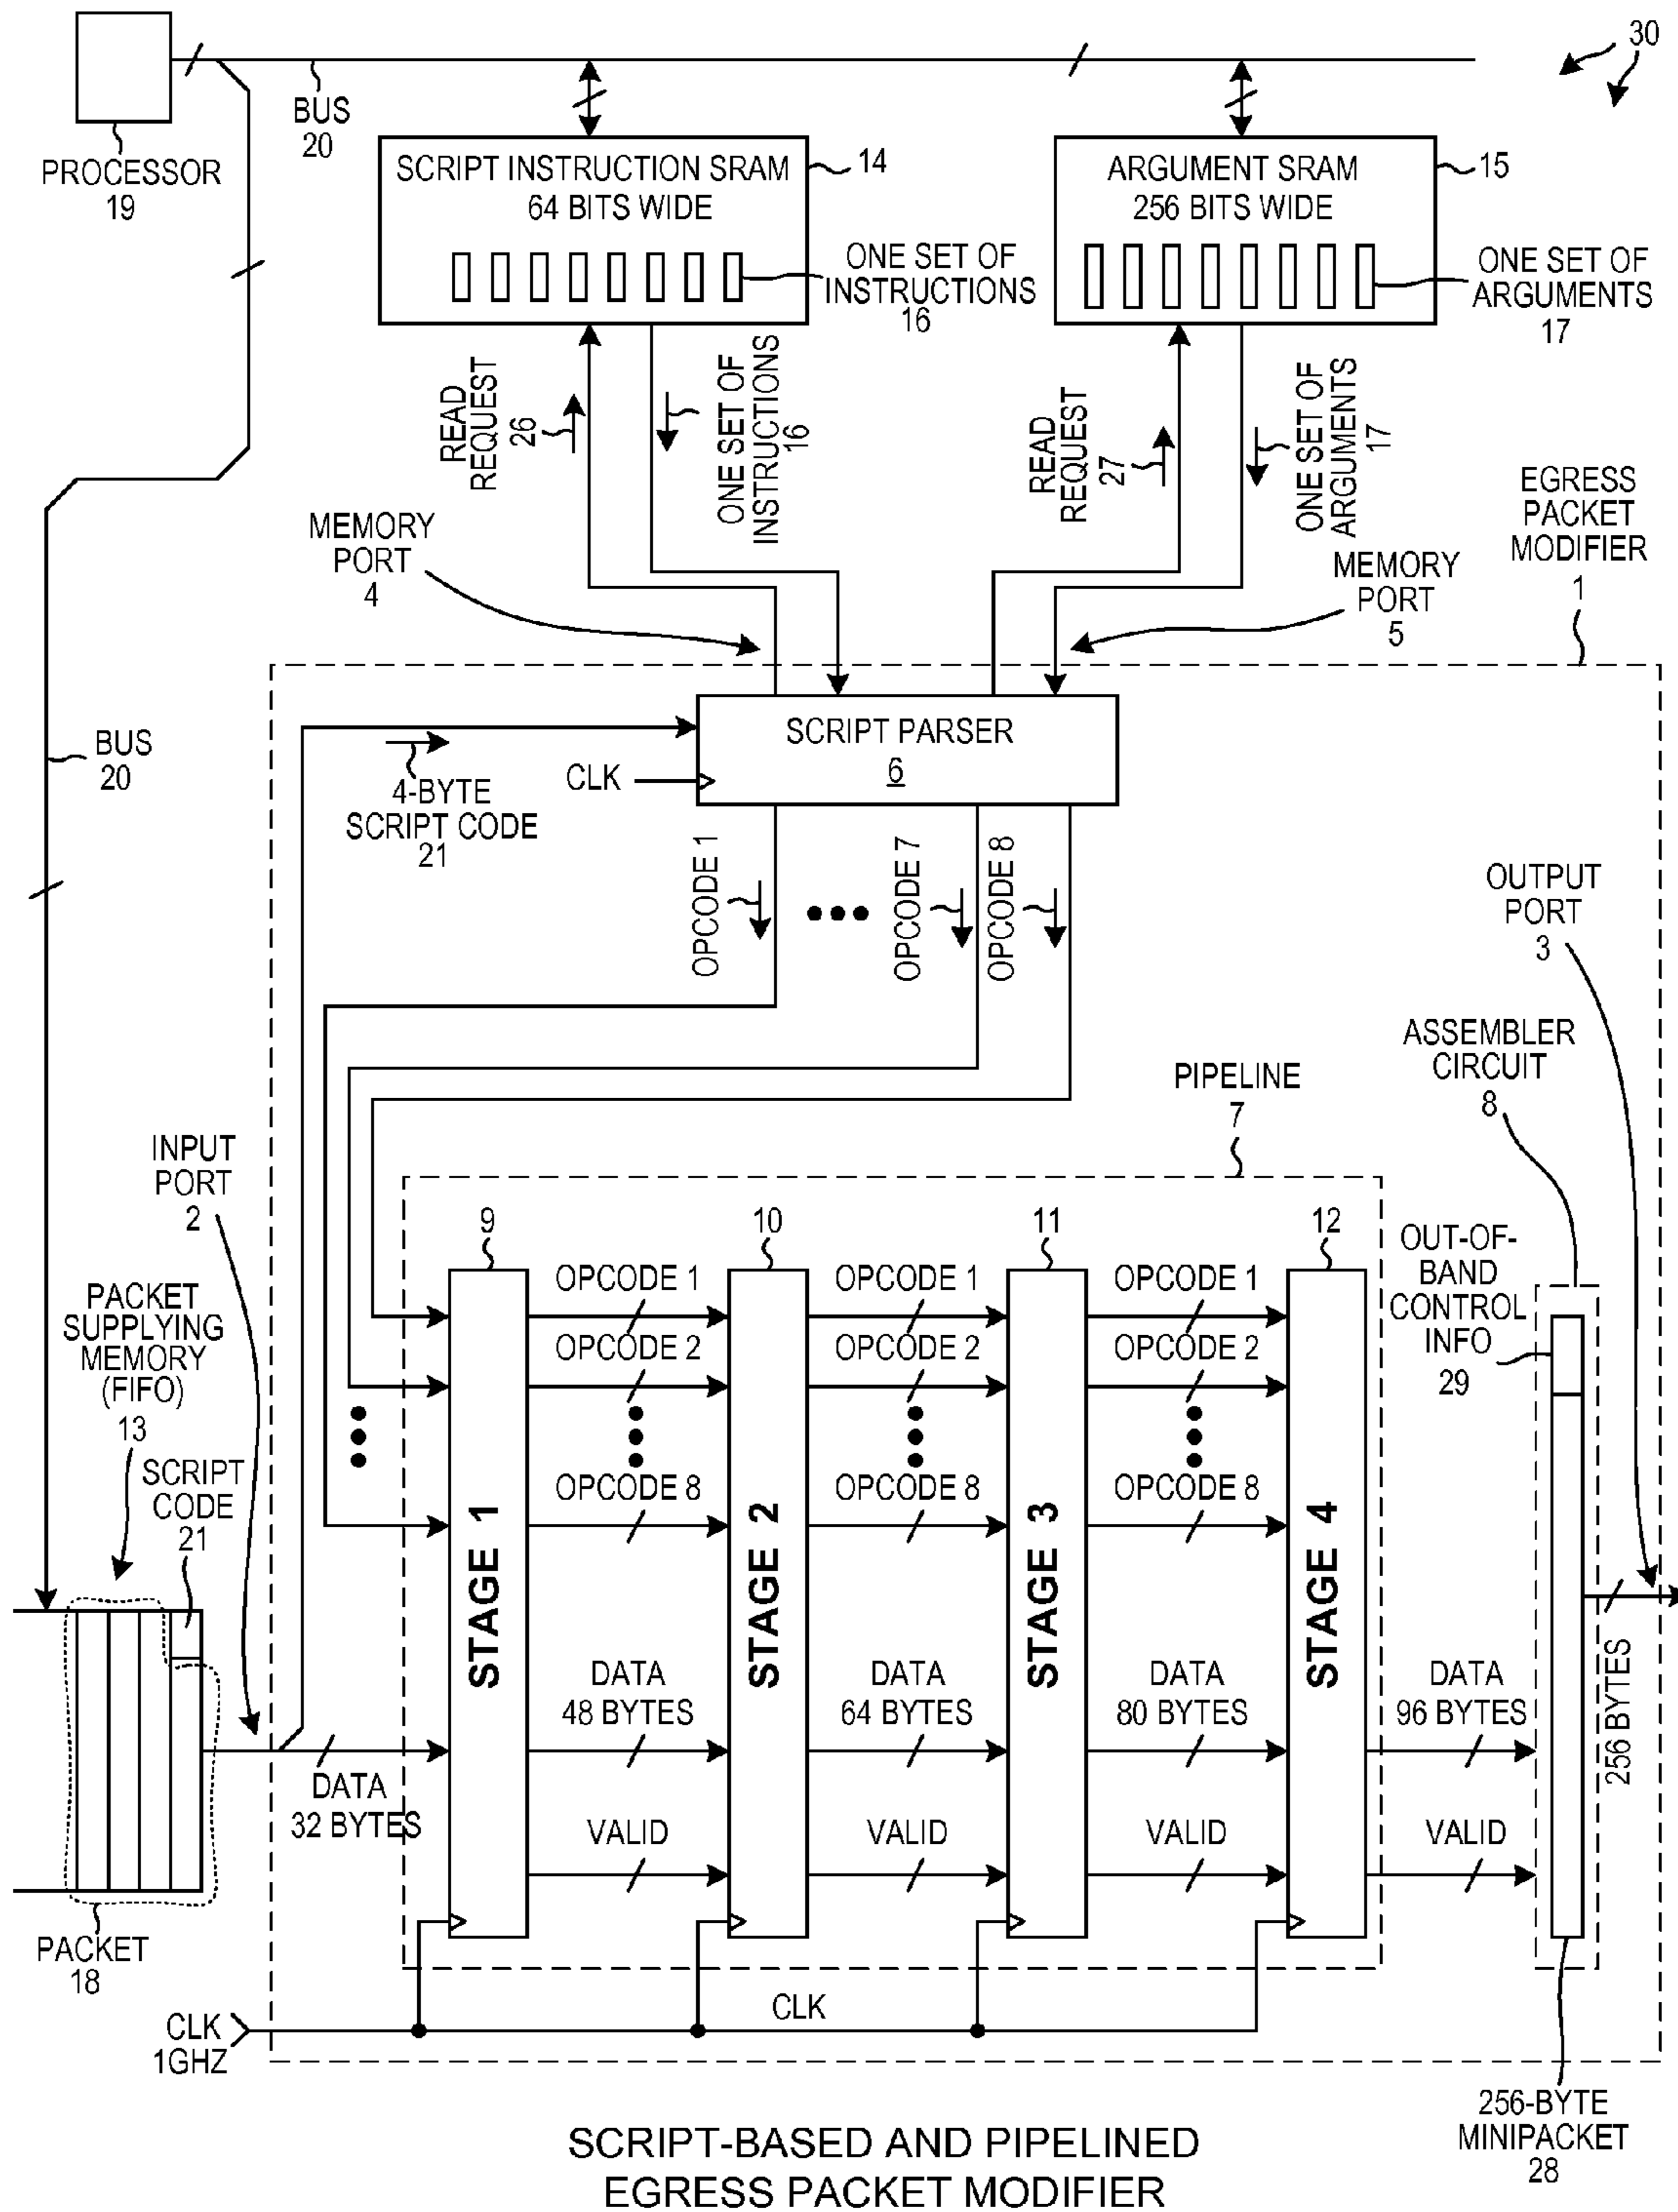 30
PROCESSOR
19
BUS
20
SCRIPT INSTRUCTION SRAM
64 BITS WIDE
14
ARGUMENT SRAM
256 BITS WIDE
15
ONE SET OF
INSTRUCTIONS
16
ONE SET OF
ARGUMENTS
17
READ
REQUEST
26
ONE SET OF
INSTRUCTIONS
16
READ
REQUEST
27
ONE SET OF
ARGUMENTS
17
EGRESS
PACKET
MODIFIER
1
MEMORY
PORT
4
MEMORY
PORT
5
BUS
20
SCRIPT PARSER
6
CLK
4-BYTE
SCRIPT CODE
21
OPCODE 1
OPCODE 7
OPCODE 8
OUTPUT
PORT
3
ASSEMBLER
CIRCUIT
8
PIPELINE
7
INPUT
PORT
2
9
10
11
12
OUT-OF-
BAND
CONTROL
INFO
29
PACKET
SUPPLYING
MEMORY
(FIFO)
13
SCRIPT
CODE
21
OPCODE 1
OPCODE 1
OPCODE 1
OPCODE 2
OPCODE 2
OPCODE 2
OPCODE 8
OPCODE 8
OPCODE 8
STAGE 1
STAGE 2
STAGE 3
STAGE 4
DATA
32 BYTES
DATA
48 BYTES
DATA
64 BYTES
DATA
80 BYTES
DATA
96 BYTES
256 BYTES
VALID
VALID
VALID
VALID
PACKET
18
CLK
1GHZ
CLK
256-BYTE
MINIPACKET
28
SCRIPT-BASED AND PIPELINED
EGRESS PACKET MODIFIER